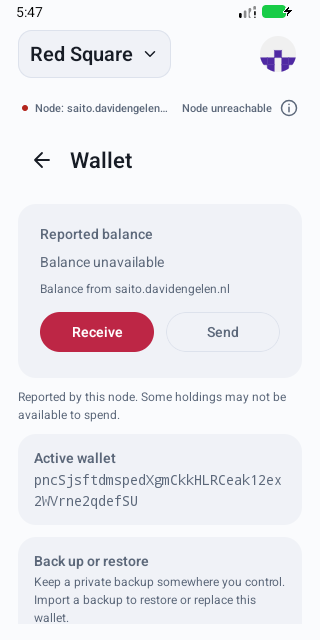 5:47
Red Square
Node: saito.davidengelen... Node unreachable
Wallet
Reported balance
Balance unavailable
Balance from saito.davidengelen.nl
Receive Send
Reported by this node. Some holdings may not be
available to spend.
Active wallet
pncSjsftdmspedXgmCkkHLRCeak12ex
2WVrne2qdefSU
Back up or restore
Keep a private backup somewhere you control.
Import a backup to restore or replace this
wallet.